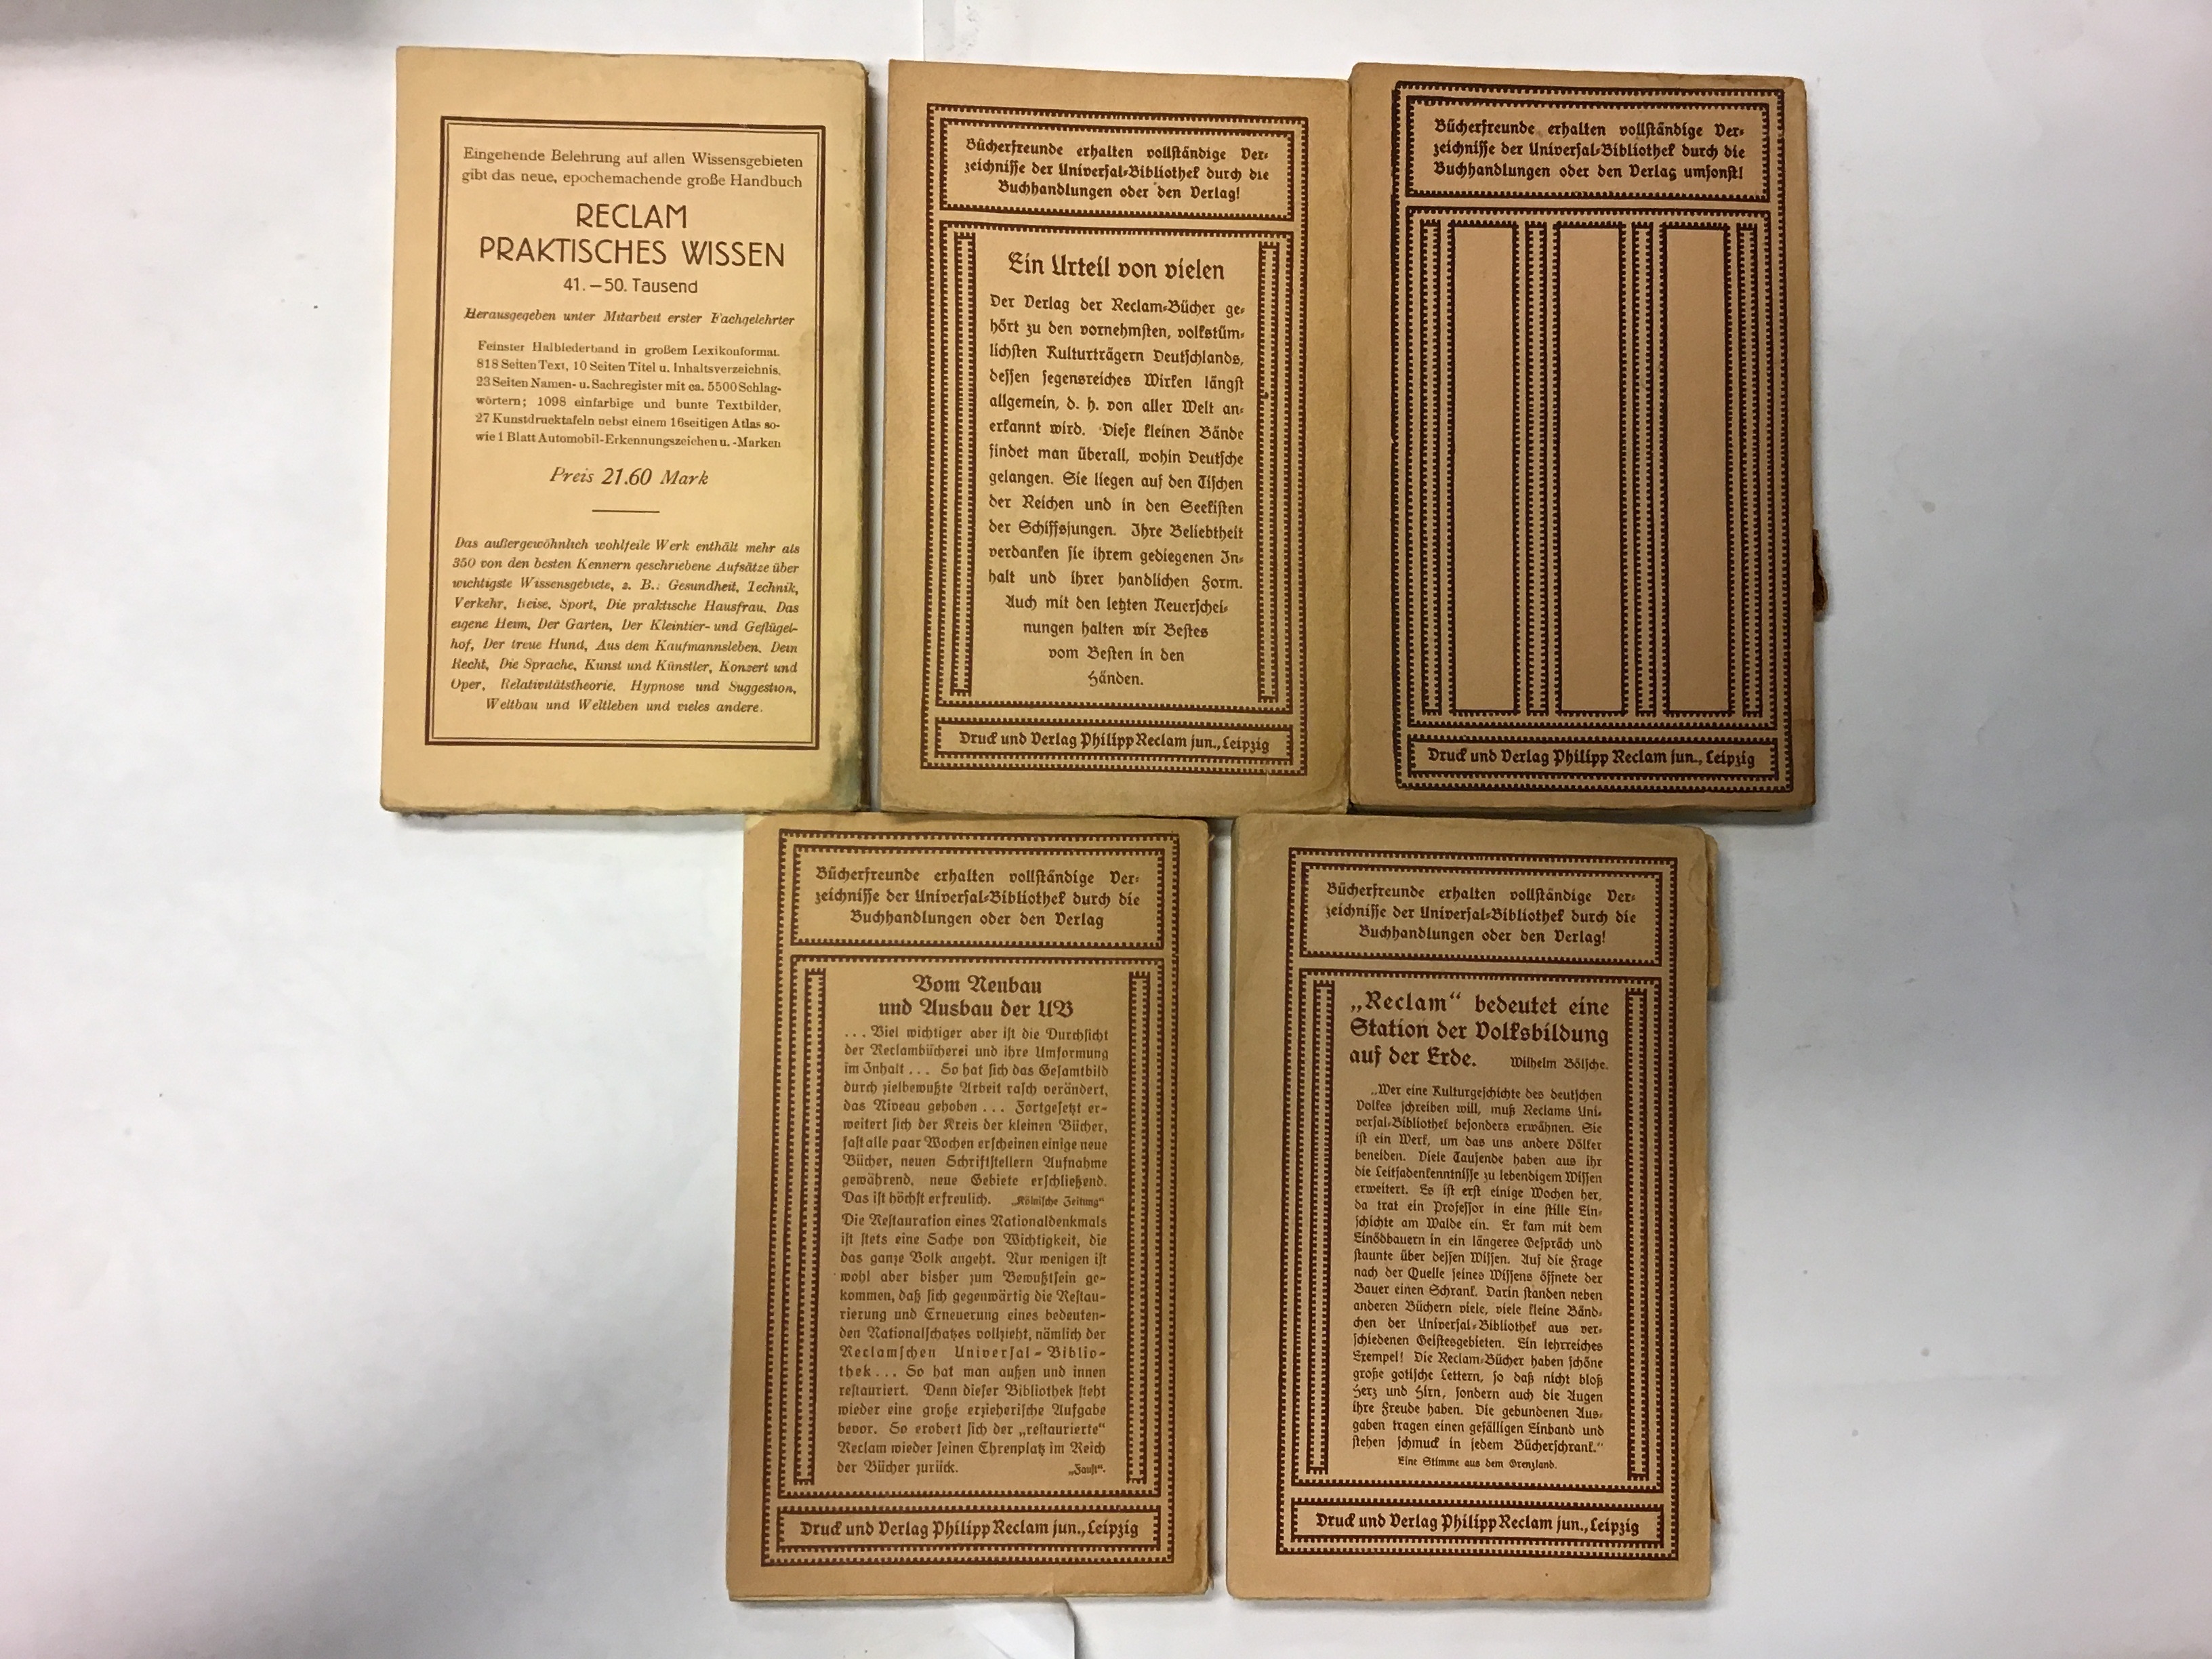 Eingehende Belehrung auf allen Wissensgebieten
gibt das neue, epochemachende große Handbuch
RECLAM
PRAKTISCHES WISSEN
41.–50. Tausend
Herausgegeben unter Mitarbeit erster Fachgelehrter
Feinster Halblederband in großem Lexikonformat.
818 Seiten Text, 10 Seiten Titel u. Inhaltsverzeichnis,
23 Seiten Namen- u. Sachregister mit ca. 5500 Schlag-
wörtern; 1098 einfarbige und bunte Textbilder,
27 Kunstdrucktafeln nebst einem 16seitigen Atlas so-
wie 1 Blatt Automobil-Erkennungszeichen u. -Marken
Preis 21.60 Mark
Das außergewöhnlich wohlfeile Werk enthält mehr als
350 von den besten Kennern geschriebene Aufsätze über
wichtigste Wissensgebiete, z. B.: Gesundheit, Technik,
Verkehr, Reise, Sport, Die praktische Hausfrau, Das
eigene Heim, Der Garten, Der Kleintier- und Geflügel-
hof, Der treue Hund, Aus dem Kaufmannsleben, Dein
Recht, Die Sprache, Kunst und Künstler, Konzert und
Oper, Relativitätstheorie, Hypnose und Suggestion,
Weltbau und Weltleben und vieles andere.
Bücherfreunde erhalten vollständige Ver-
zeichnisse der Universal-Bibliothek durch die
Buchhandlungen oder den Verlag!
Ein Urteil von vielen
Der Verlag der Reclam-Bücher ge-
hört zu den vornehmsten, volkstüm-
lichsten Kulturträgern Deutschlands,
dessen segensreiches Wirken längst
allgemein, d. h. von aller Welt an-
erkannt wird. Diese kleinen Bände
findet man überall, wohin Deutsche
gelangen. Sie liegen auf den Tischen
der Reichen und in den Seekisten
der Schiffsjungen. Ihre Beliebtheit
verdanken sie ihrem gediegenen In-
halt und ihrer handlichen Form.
Auch mit den letzten Neuerschei-
nungen halten wir Bestes
vom Besten in den
Händen.
Druck und Verlag Philipp Reclam jun., Leipzig
Bücherfreunde erhalten vollständige Ver-
zeichnisse der Universal-Bibliothek durch die
Buchhandlungen oder den Verlag umsonst!
Druck und Verlag Philipp Reclam jun., Leipzig
Bücherfreunde erhalten vollständige Ver-
zeichnisse der Universal-Bibliothek durch die
Buchhandlungen oder den Verlag
Vom Neubau
und Ausbau der UB
... Viel wichtiger aber ist die Durchsicht
der Reclambücherei und ihre Umformung
im Inhalt ... So hat sich das Gesamtbild
durch zielbewußte Arbeit rasch verändert,
das Niveau gehoben ... Fortgesetzt er-
weitert sich der Kreis der kleinen Bücher,
fast alle paar Wochen erscheinen einige neue
Bücher, neuen Schriftstellern Aufnahme
gewährend, neue Gebiete erschließend.
Das ist höchst erfreulich. „Kölnische Zeitung“
Die Restauration eines Nationaldenkmals
ist stets eine Sache von Wichtigkeit, die
das ganze Volk angeht. Nur wenigen ist
wohl aber bisher zum Bewußtsein ge-
kommen, daß sich gegenwärtig die Restau-
rierung und Erneuerung eines bedeuten-
den Nationalschatzes vollzieht, nämlich der
Reclamschen Universal-Biblio-
thek ... So hat man außen und innen
restauriert. Denn dieser Bibliothek steht
wieder eine große erzieherische Aufgabe
bevor. So erobert sich der „restaurierte“
Reclam wieder seinen Ehrenplatz im Reich
der Bücher zurück. „Faust“.
Druck und Verlag Philipp Reclam jun., Leipzig
Bücherfreunde erhalten vollständige Ver-
zeichnisse der Universal-Bibliothek durch die
Buchhandlungen oder den Verlag!
„Reclam“ bedeutet eine
Station der Volksbildung
auf der Erde. Wilhelm Bölsche.
„Wer eine Kulturgeschichte des deutschen
Volkes schreiben will, muß Reclams Uni-
versal-Bibliothek besonders erwähnen. Sie
ist ein Werk, um das uns andere Völker
beneiden. Viele Tausende haben aus ihr
die Leitfadenkenntnisse zu lebendigem Wissen
erweitert. Es ist erst einige Wochen her,
da trat ein Professor in eine stille Ein-
schichte am Walde ein. Er kam mit dem
Einödbauern in ein längeres Gespräch und
staunte über dessen Wissen. Auf die Frage
nach der Quelle seines Wissens öffnete der
Bauer einen Schrank. Darin standen neben
anderen Büchern viele, viele kleine Bänd-
chen der Universal-Bibliothek aus ver-
schiedenen Geistesgebieten. Ein lehrreiches
Exempel! Die Reclam-Bücher haben schöne
große gotische Lettern, so daß nicht bloß
Herz und Hirn, sondern auch die Augen
ihre Freude haben. Die gebundenen Aus-
gaben tragen einen gefälligen Einband und
stehen schmuck in jedem Bücherschrank.“
Eine Stimme aus dem Grenzland.
Druck und Verlag Philipp Reclam jun., Leipzig